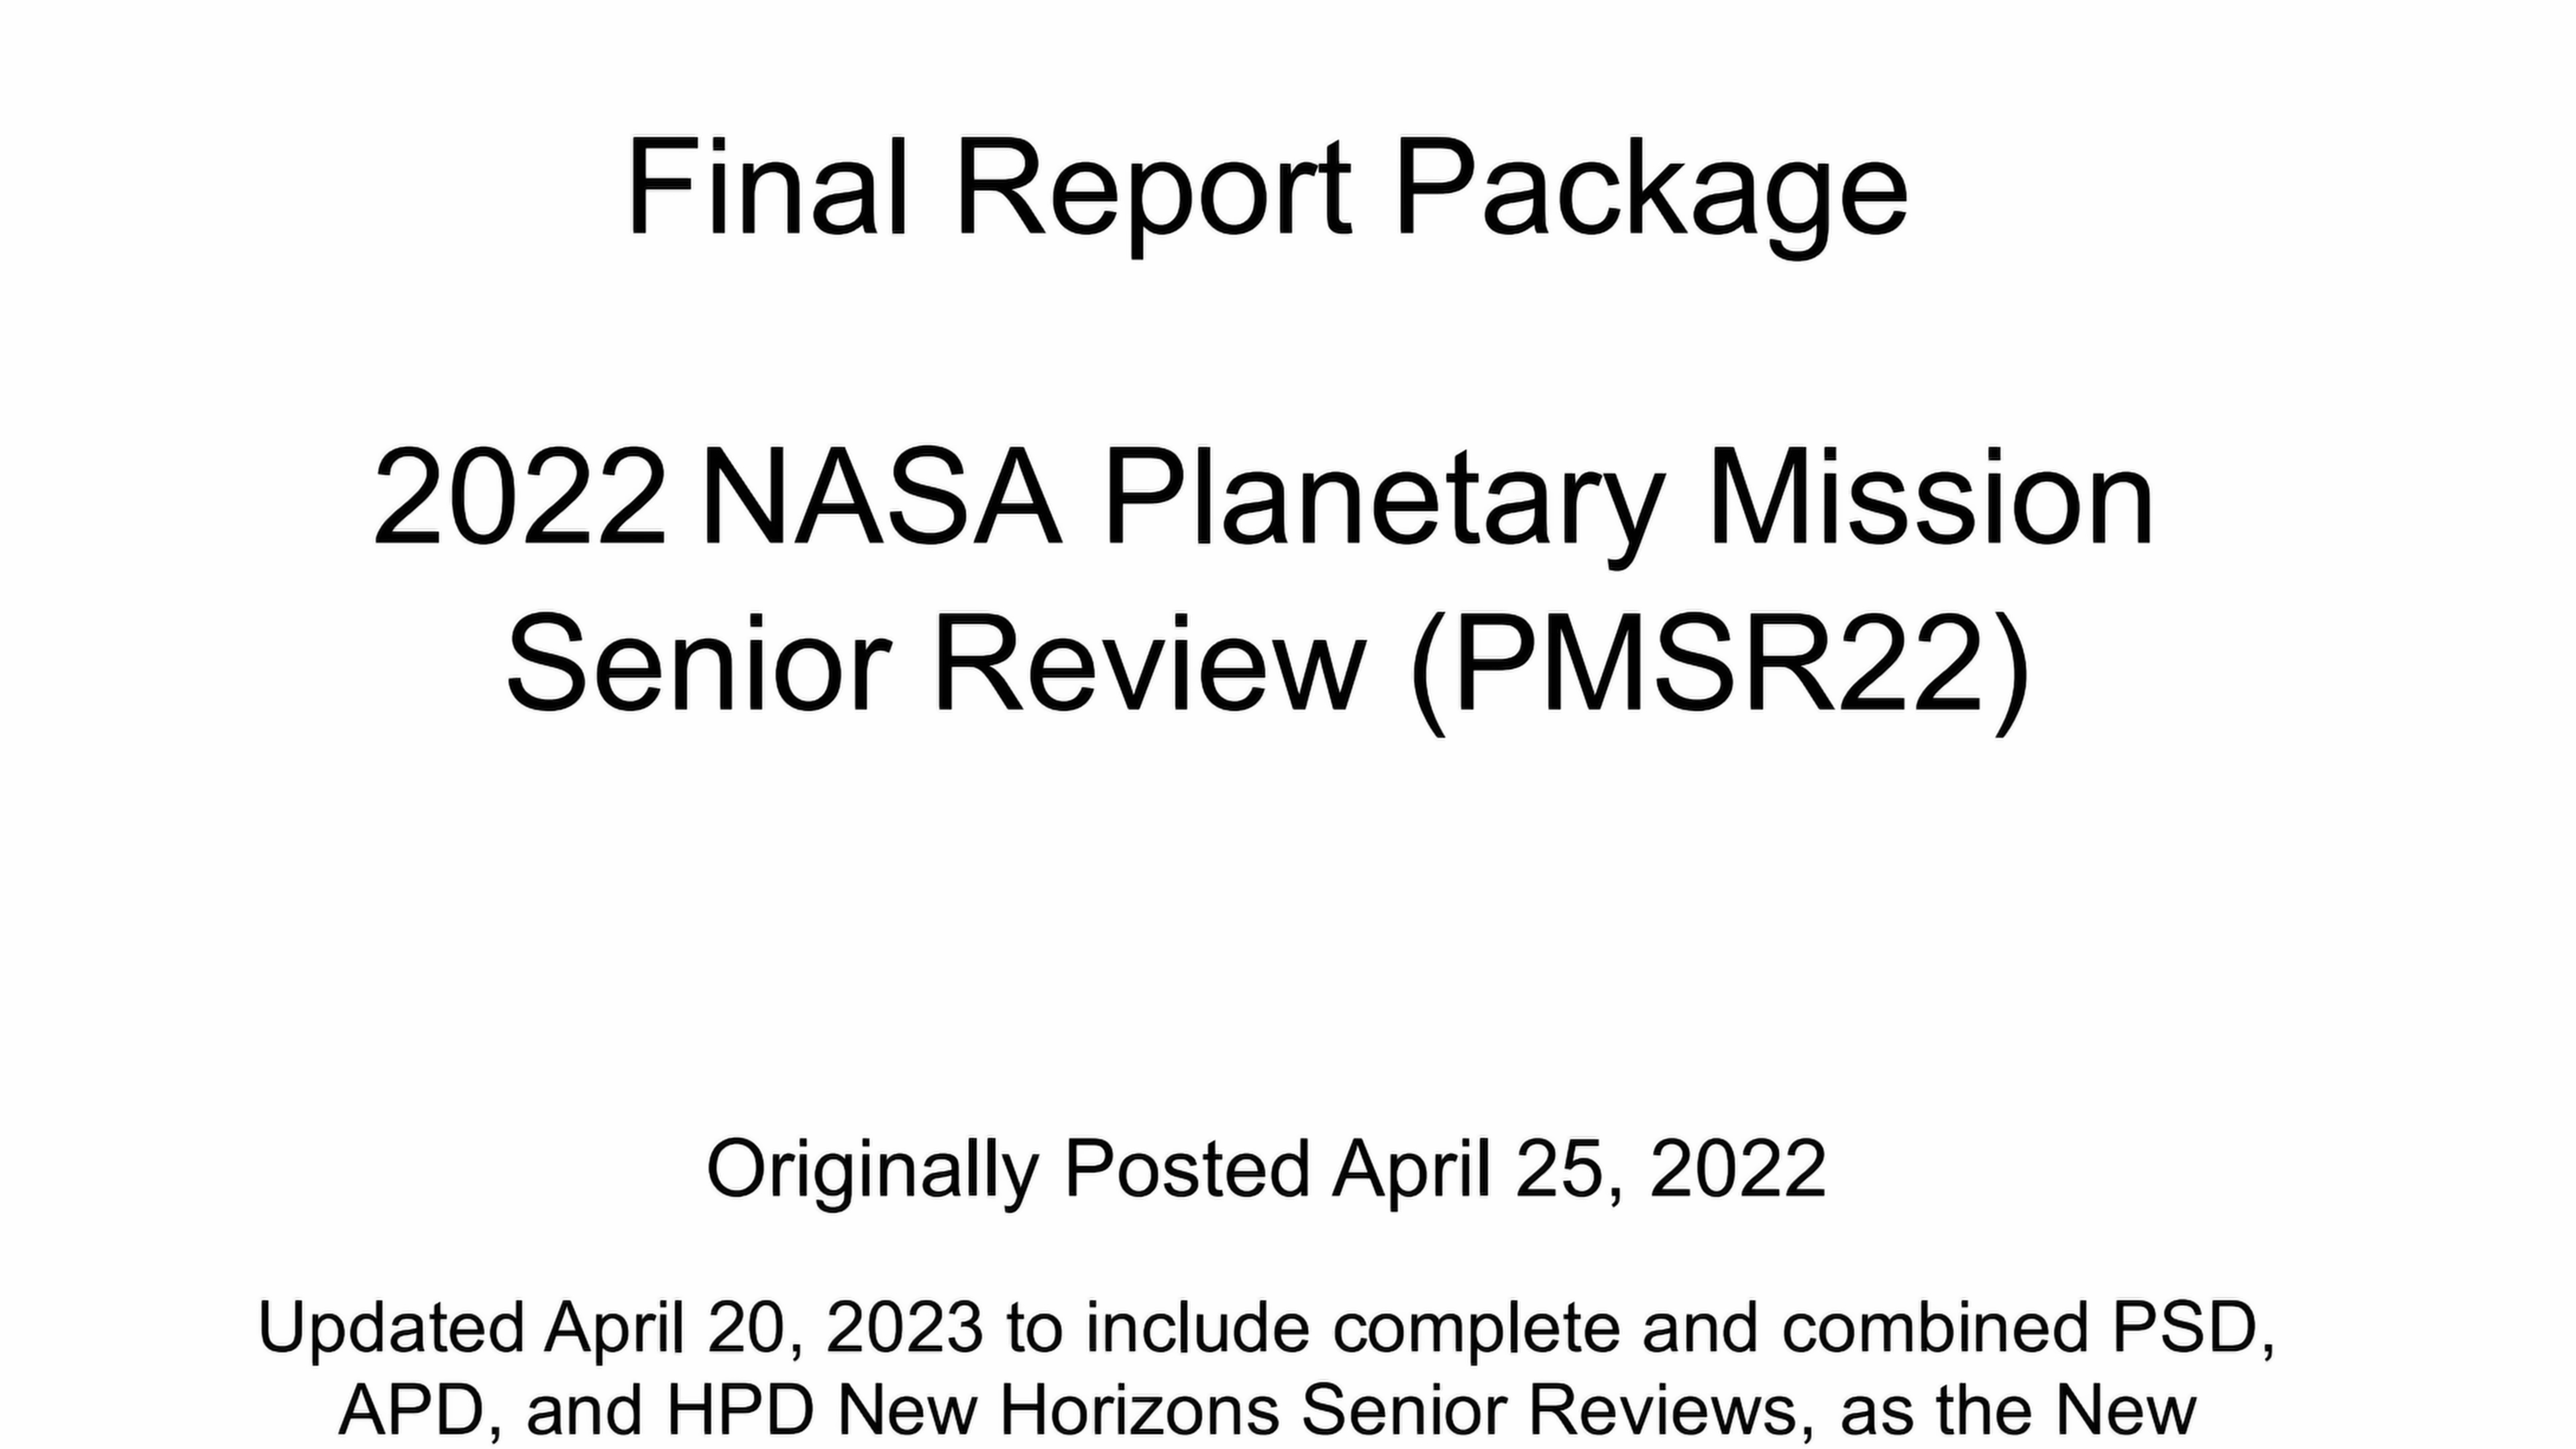 Final Report Package
2022 NASA Planetary Mission
Senior Review (PMSR22)
Originally Posted April 25, 2022
Updated April 20, 2023 to include complete and combined PSD,
APD, and HPD New Horizons Senior Reviews, as the New